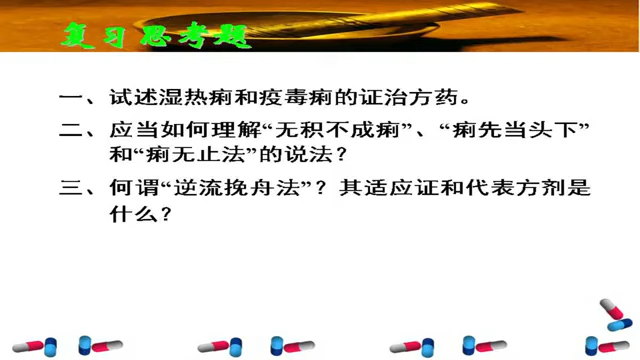 复习思考题
一、试述湿热痢和疫毒痢的证治方药。
二、应当如何理解“无积不成痢”、“痢先当头下”
和“痢无止法”的说法？
三、何谓“逆流挽舟法”？其适应证和代表方剂是
什么？